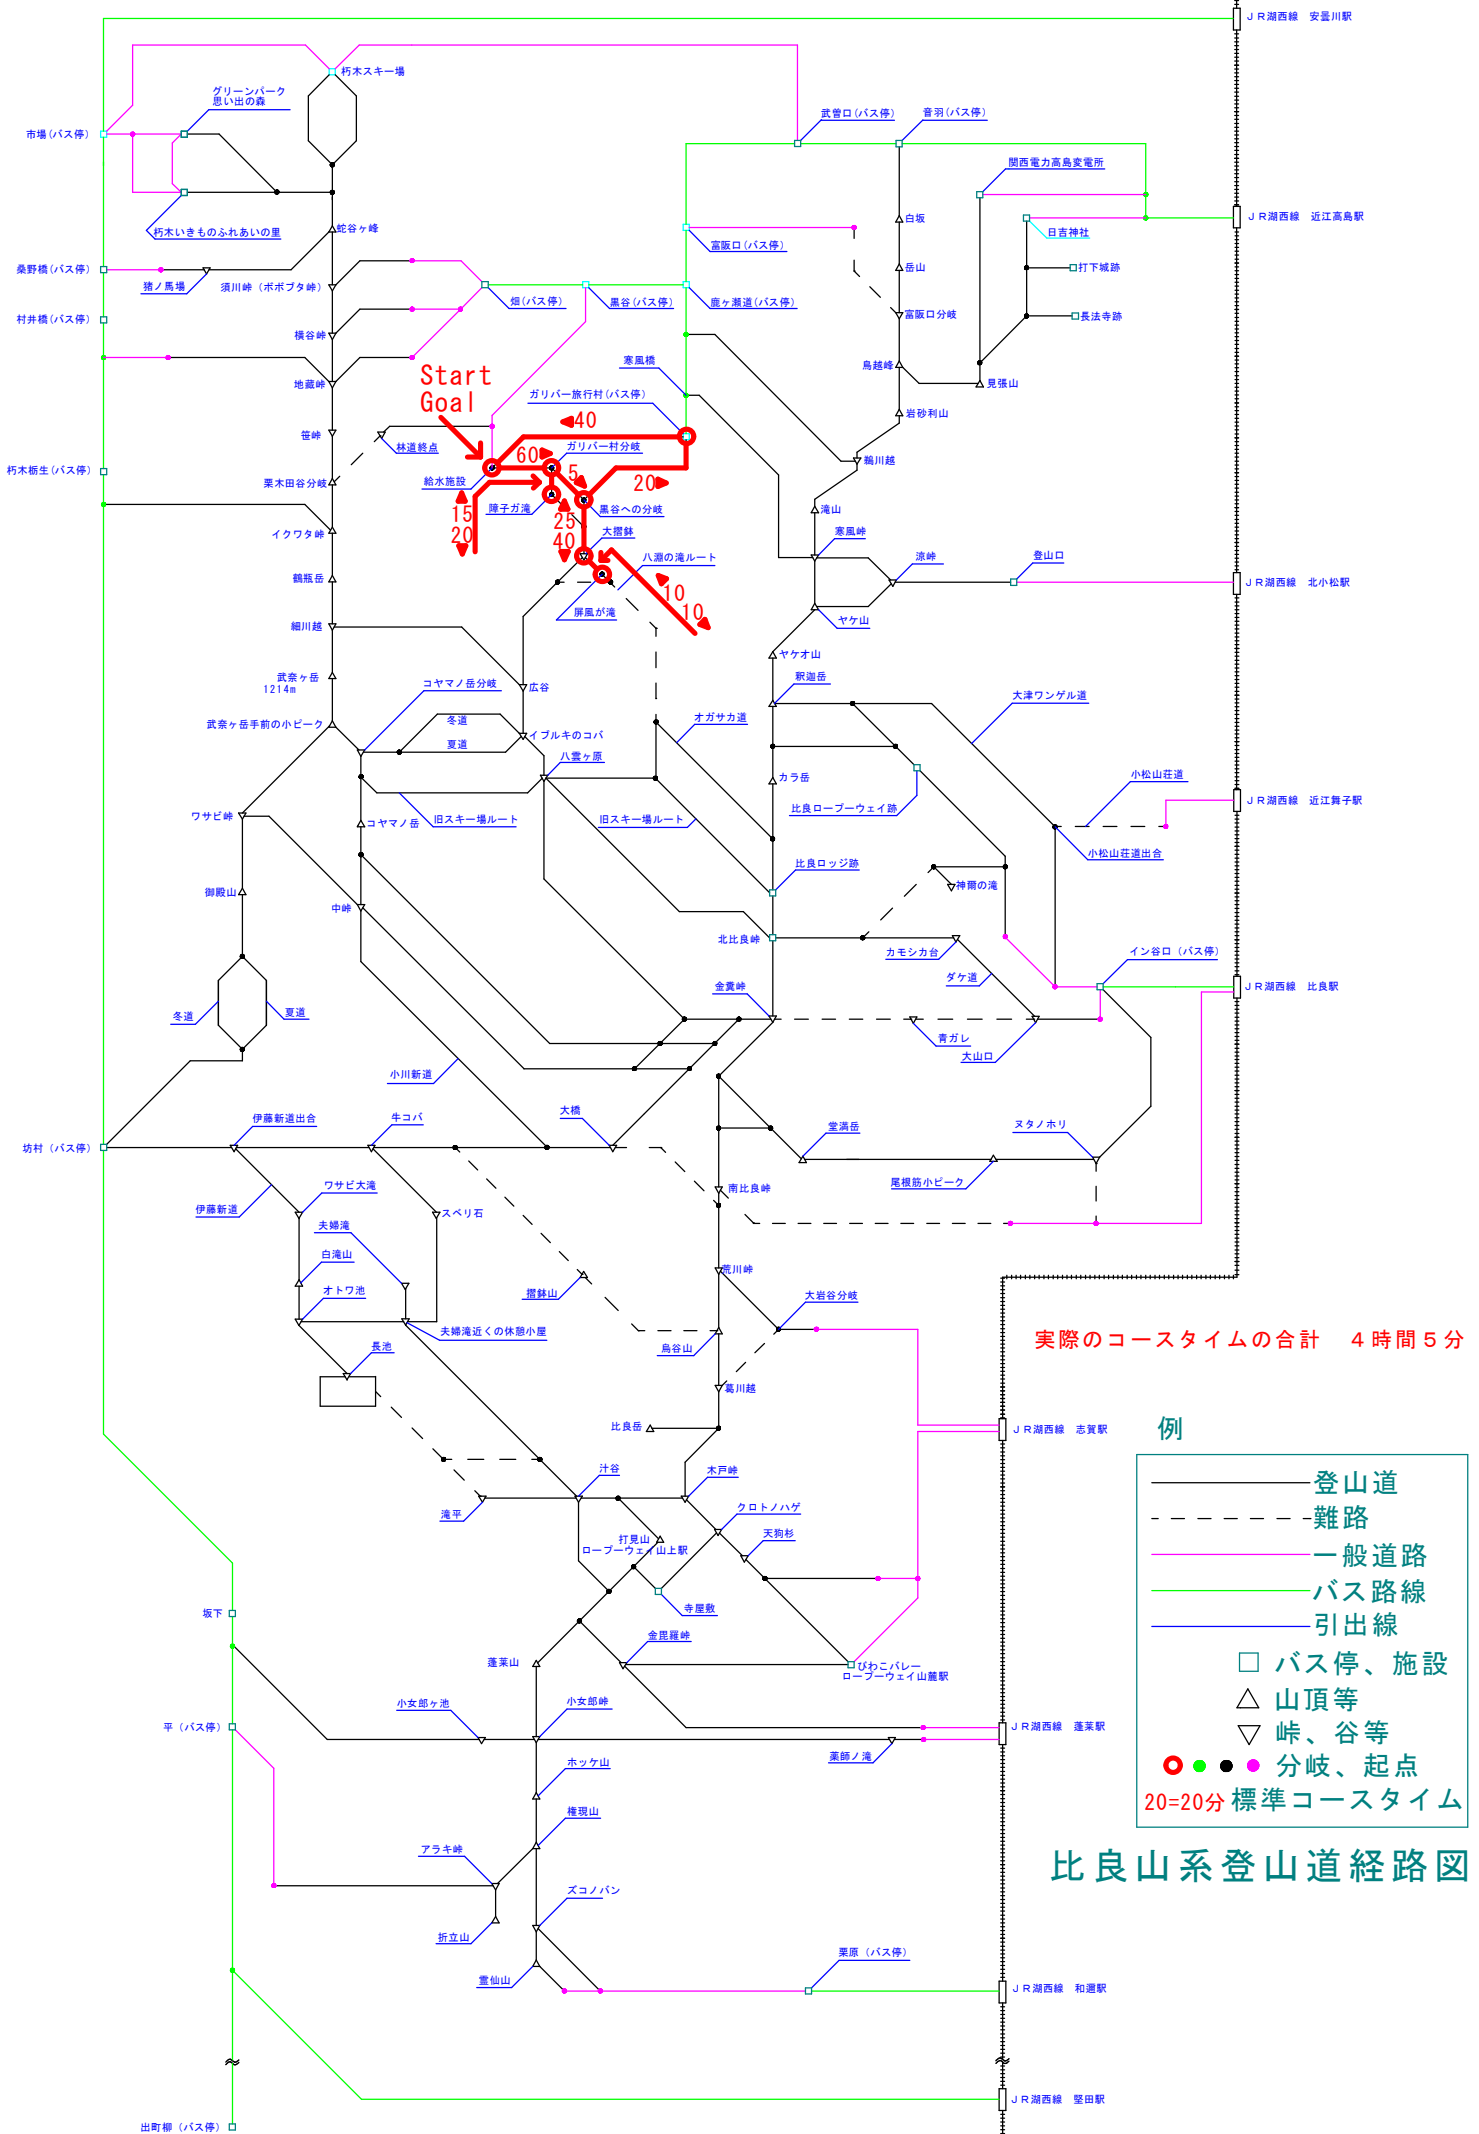 ＪＲ湖西線　安曇川駅
朽木スキー場
グリーンパーク
思い出の森
市場(バス停)
武曽口(バス停)
音羽(バス停)
関西電力高島変電所
ＪＲ湖西線　近江高島駅
白坂
日吉神社
朽木いきものふれあいの里
蛇谷ヶ峰
富阪口(バス停)
桑野橋(バス停)
猪ノ馬場
岳山
打下城跡
須川峠（ボボブタ峠）
畑(バス停)
黒谷(バス停)
鹿ヶ瀬道(バス停)
村井橋(バス停)
富阪口分岐
長法寺跡
横谷峠
寒風橋
鳥越峰
Start
Goal
地蔵峠
見張山
ガリバー旅行村(バス停)
40
岩砂利山
笹峠
林道終点
60
ガリバー村分岐
鵜川越
朽木栃生(バス停)
5
栗木田谷分岐
給水施設
20
障子ガ滝
黒谷への分岐
滝山
15
20
25
40
イクワタ峠
大摺鉢
寒風峠
八淵の滝ルート
涼峠
登山口
釣瓶岳
ＪＲ湖西線　北小松駅
10
10
屏風が滝
ヤケ山
細川越
ヤケオ山
武奈ヶ岳
1214m
コヤマノ岳分岐
広谷
釈迦岳
大津ワンゲル道
武奈ヶ岳手前の小ピーク
冬道
オガサカ道
イブルキのコバ
夏道
八雲ヶ原
カラ岳
小松山荘道
ワサビ峠
コヤマノ岳
旧スキー場ルート
旧スキー場ルート
比良ロープーウェイ跡
ＪＲ湖西線　近江舞子駅
小松山荘道出合
比良ロッジ跡
御殿山
神爾の滝
中峠
北比良峠
カモシカ台
イン谷口（バス停）
ダケ道
金糞峠
ＪＲ湖西線　比良駅
冬道
夏道
青ガレ
大山口
小川新道
坊村（バス停）
伊藤新道出合
牛コバ
大橋
堂満岳
ヌタノホリ
南比良峠
尾根筋小ピーク
伊藤新道
ワサビ大滝
スベリ石
夫婦滝
白滝山
荒川峠
オトワ池
摺鉢山
大岩谷分岐
夫婦滝近くの休憩小屋
実際のコースタイムの合計　４時間５分
長池
烏谷山
葛川越
比良岳
ＪＲ湖西線　志賀駅
例
登山道
難路
一般道路
バス路線
引出線
バス停、施設
山頂等
峠、谷等
分岐、起点
20=20分 標準コースタイム
汁谷
木戸峠
滝平
クロトノハゲ
打見山
ロープーウェイ山上駅
天狗杉
坂下
寺屋敷
金毘羅峠
蓬莱山
びわこバレー
ロープーウェイ山麓駅
小女郎ヶ池
小女郎峠
平（バス停）
ＪＲ湖西線　蓬莱駅
薬師ノ滝
ホッケ山
権現山
アラキ峠
比良山系登山道経路図
ズコノバン
折立山
霊仙山
栗原（バス停）
ＪＲ湖西線　和邇駅
ＪＲ湖西線　堅田駅
出町柳（バス停）